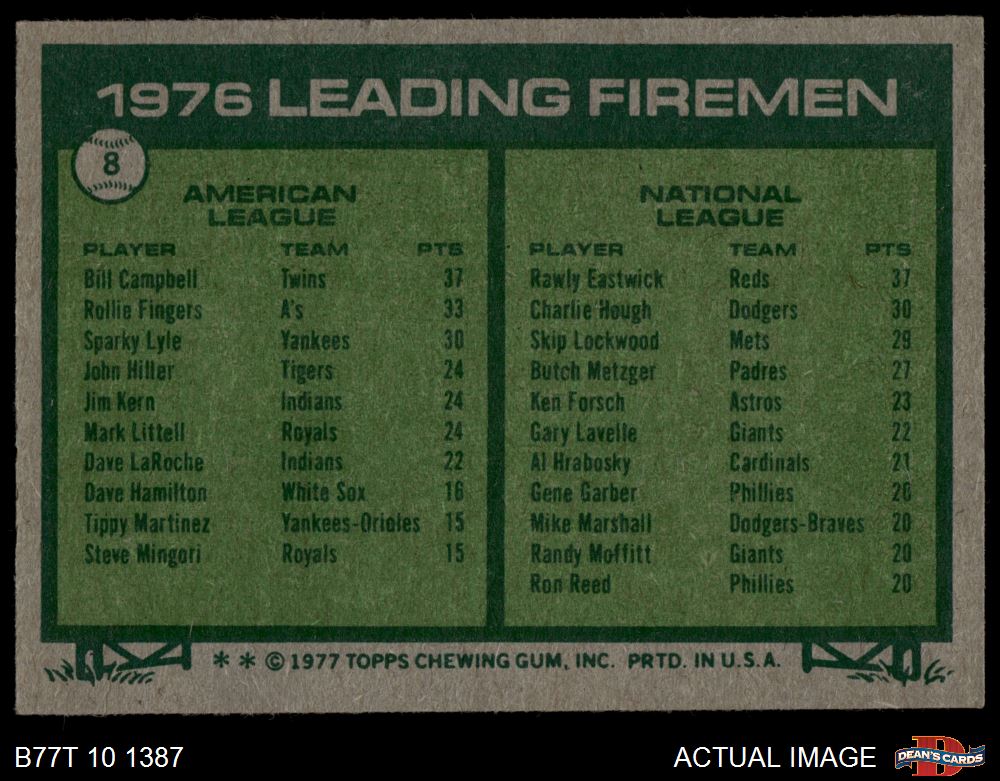 1976 LEADING FIREMEN
8
AMERICAN LEAGUE
PLAYER TEAM PTS
Bill Campbell Twins 37
Rollie Fingers A's 33
Sparky Lyle Yankees 30
John Hiller Tigers 24
Jim Kern Indians 24
Mark Littell Royals 24
Dave LaRoche Indians 22
Dave Hamilton White Sox 16
Tippy Martinez Yankees-Orioles 15
Steve Mingori Royals 15
NATIONAL LEAGUE
PLAYER TEAM PTS
Rawly Eastwick Reds 37
Charlie Hough Dodgers 30
Skip Lockwood Mets 29
Butch Metzger Padres 27
Ken Forsch Astros 23
Gary Lavelle Giants 22
Al Hrabosky Cardinals 21
Gene Garber Phillies 20
Mike Marshall Dodgers-Braves 20
Randy Moffitt Giants 20
Ron Reed Phillies 20
* * © 1977 TOPPS CHEWING GUM, INC. PRTD. IN U.S.A.
B77T 10 1387
ACTUAL IMAGE
D
DEAN'S CARDS